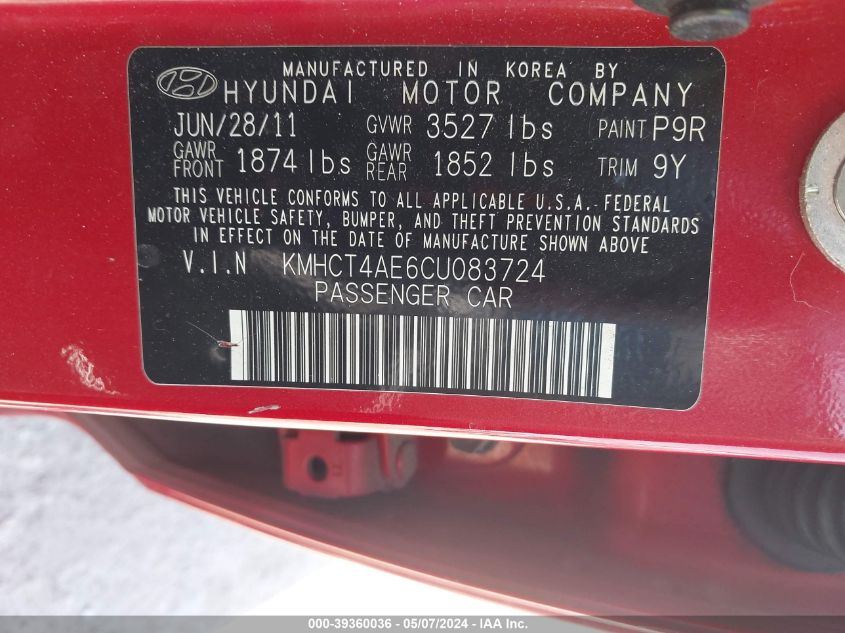 MANUFACTURED IN KOREA BY
HYUNDAI MOTOR COMPANY
JUN/28/11 GVWR 3527 lbs PAINT P9R
GAWR FRONT 1874 lbs GAWR REAR 1852 lbs TRIM 9Y
THIS VEHICLE CONFORMS TO ALL APPLICABLE U.S.A. FEDERAL
MOTOR VEHICLE SAFETY, BUMPER, AND THEFT PREVENTION STANDARDS
IN EFFECT ON THE DATE OF MANUFACTURE SHOWN ABOVE
V.I.N KMHCT4AE6CU083724
PASSENGER CAR
000-39360036 - 05/07/2024 - IAA Inc.